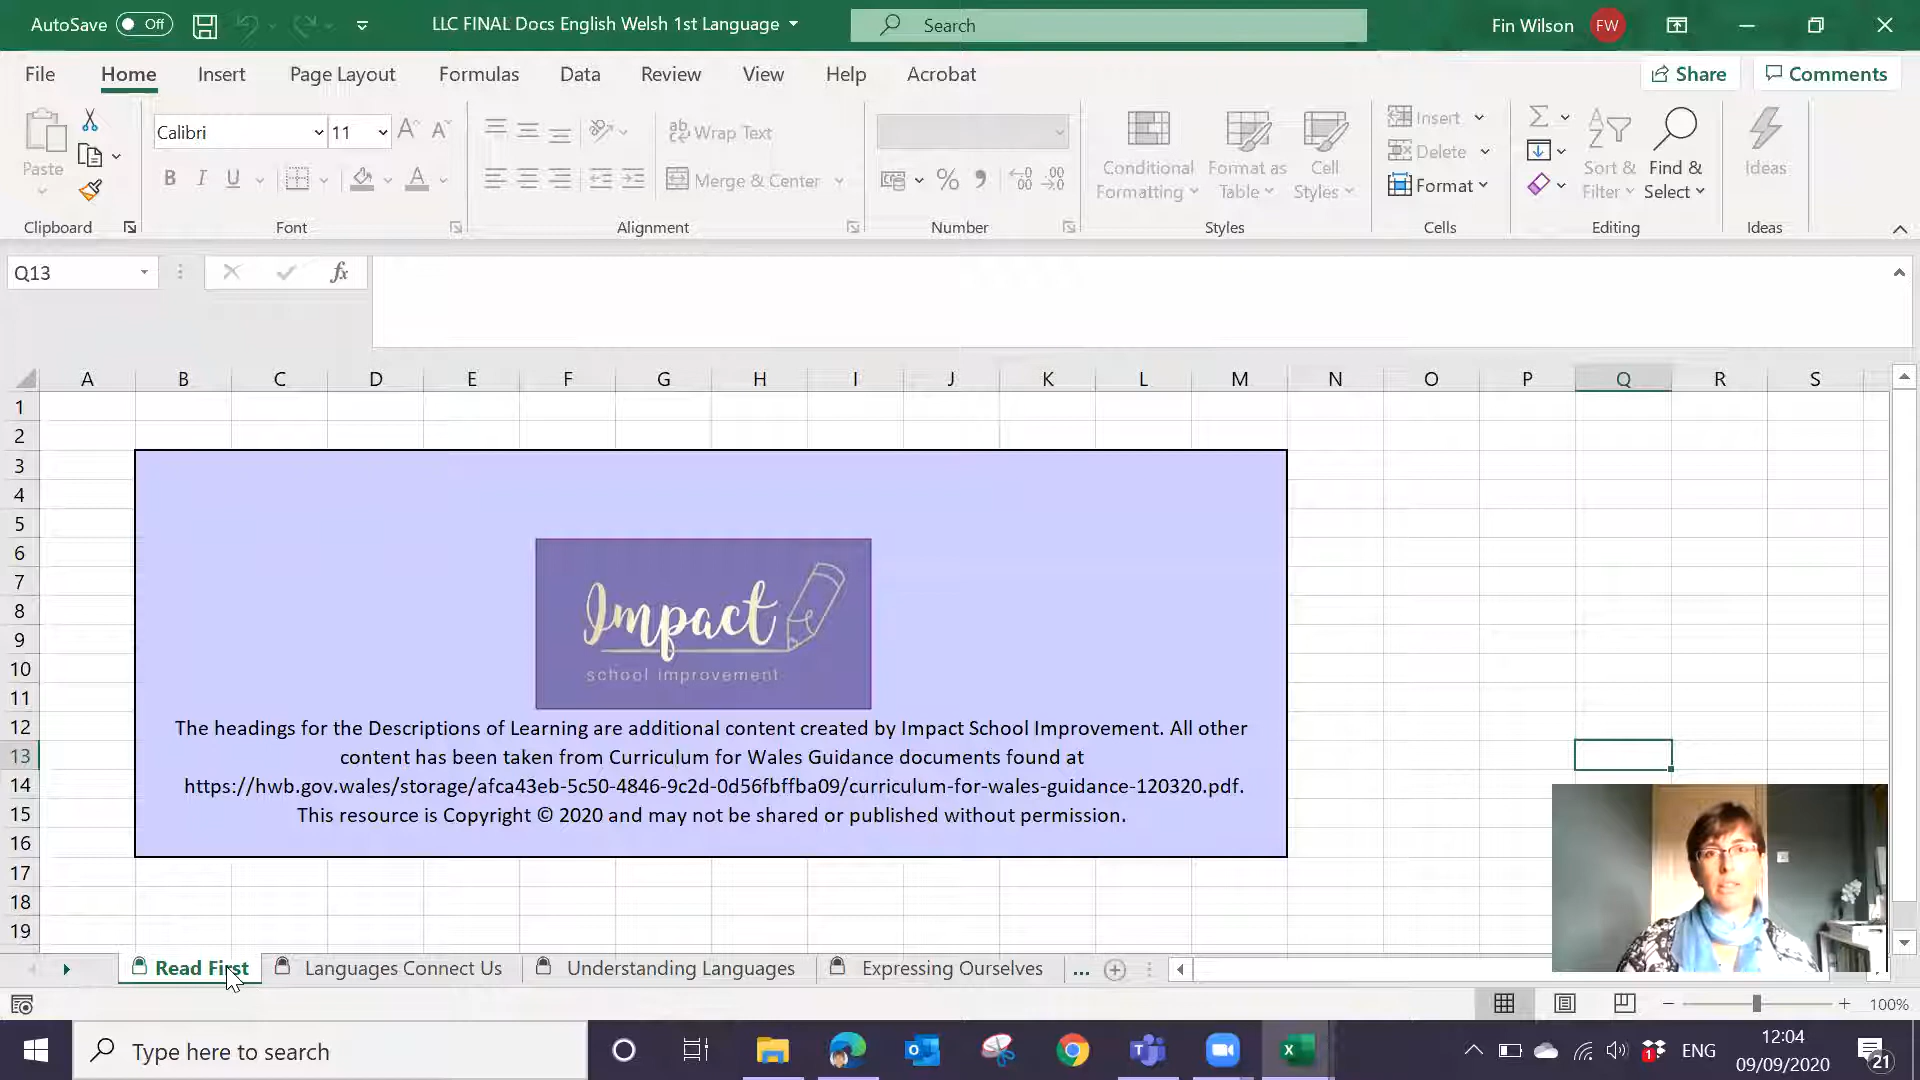 AutoSave Off LLC FINAL Docs English Welsh 1st Language Search Fin Wilson FW
File Home Insert Page Layout Formulas Data Review View Help Acrobat Share Comments
Paste
Calibri 11
B I U
ab Wrap Text
Merge & Center
%
Conditional Formatting
Format as Table
Cell Styles
Insert
Delete
Format
Sort & Filter
Find & Select
Ideas
Clipboard Font Alignment Number Styles Cells Editing Ideas
Q13 fx
A B C D E F G H I J K L M N O P Q R S
1
2
3
4
5
6
7
8
9
10
11
12
13
14
15
16
17
18
19
Impact
school improvement
The headings for the Descriptions of Learning are additional content created by Impact School Improvement. All other
content has been taken from Curriculum for Wales Guidance documents found at
https://hwb.gov.wales/storage/afca43eb-5c50-4846-9c2d-0d56fbffba09/curriculum-for-wales-guidance-120320.pdf.
This resource is Copyright © 2020 and may not be shared or published without permission.
Read First Languages Connect Us Understanding Languages Expressing Ourselves ...
100%
Type here to search
ENG
12:04
09/09/2020
21
1